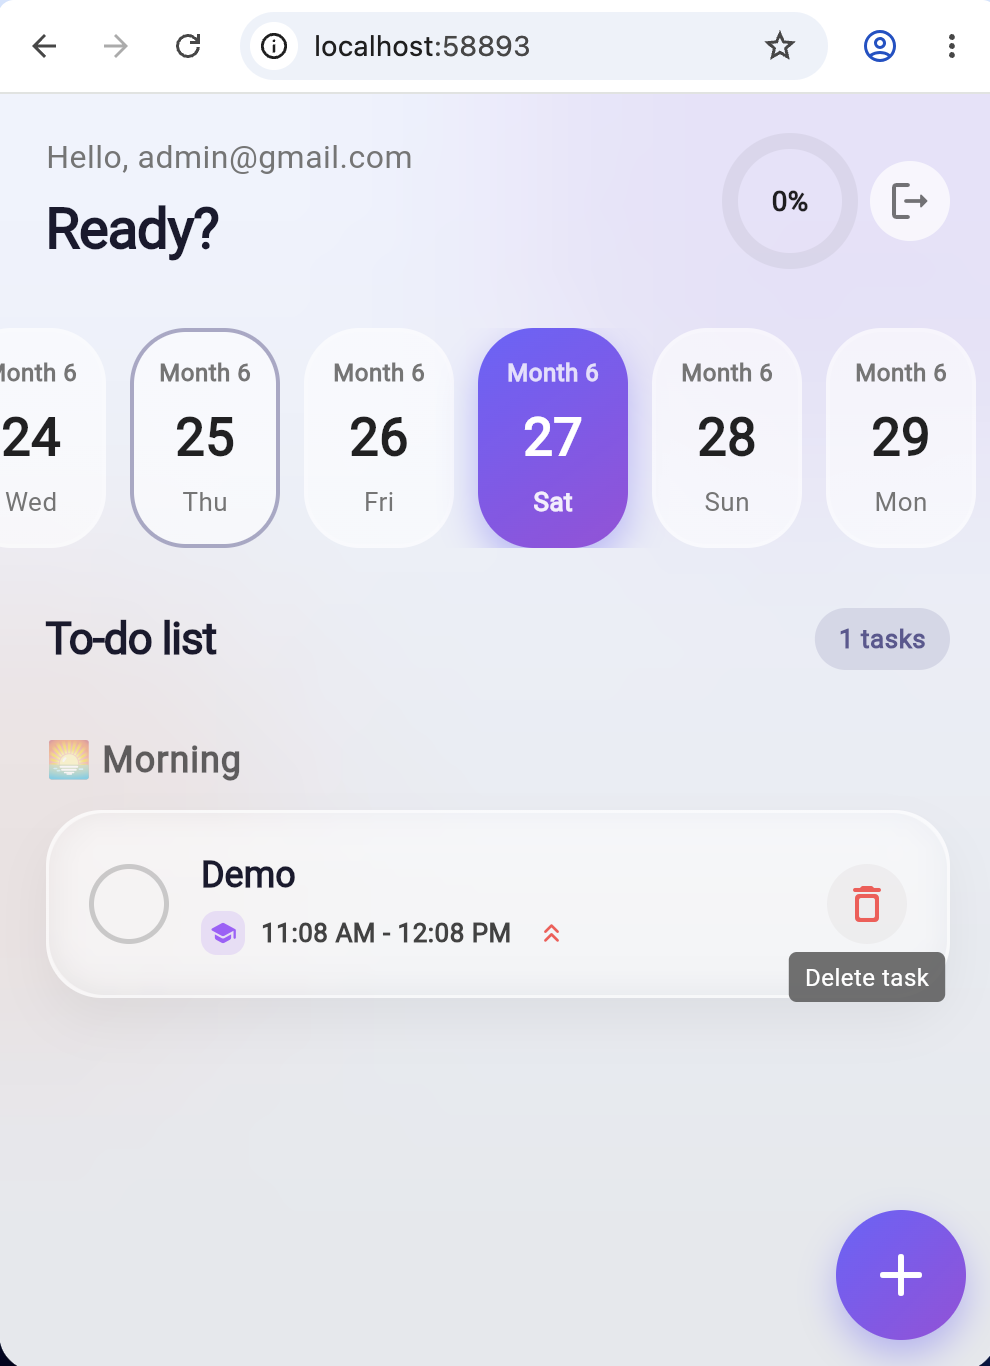 localhost:58893
Hello, admin@gmail.com
Ready?
0%
Month 6
24
Wed
Month 6
25
Thu
Month 6
26
Fri
Month 6
27
Sat
Month 6
28
Sun
Month 6
29
Mon
To-do list
1 tasks
Morning
Demo
11:08 AM - 12:08 PM
Delete task